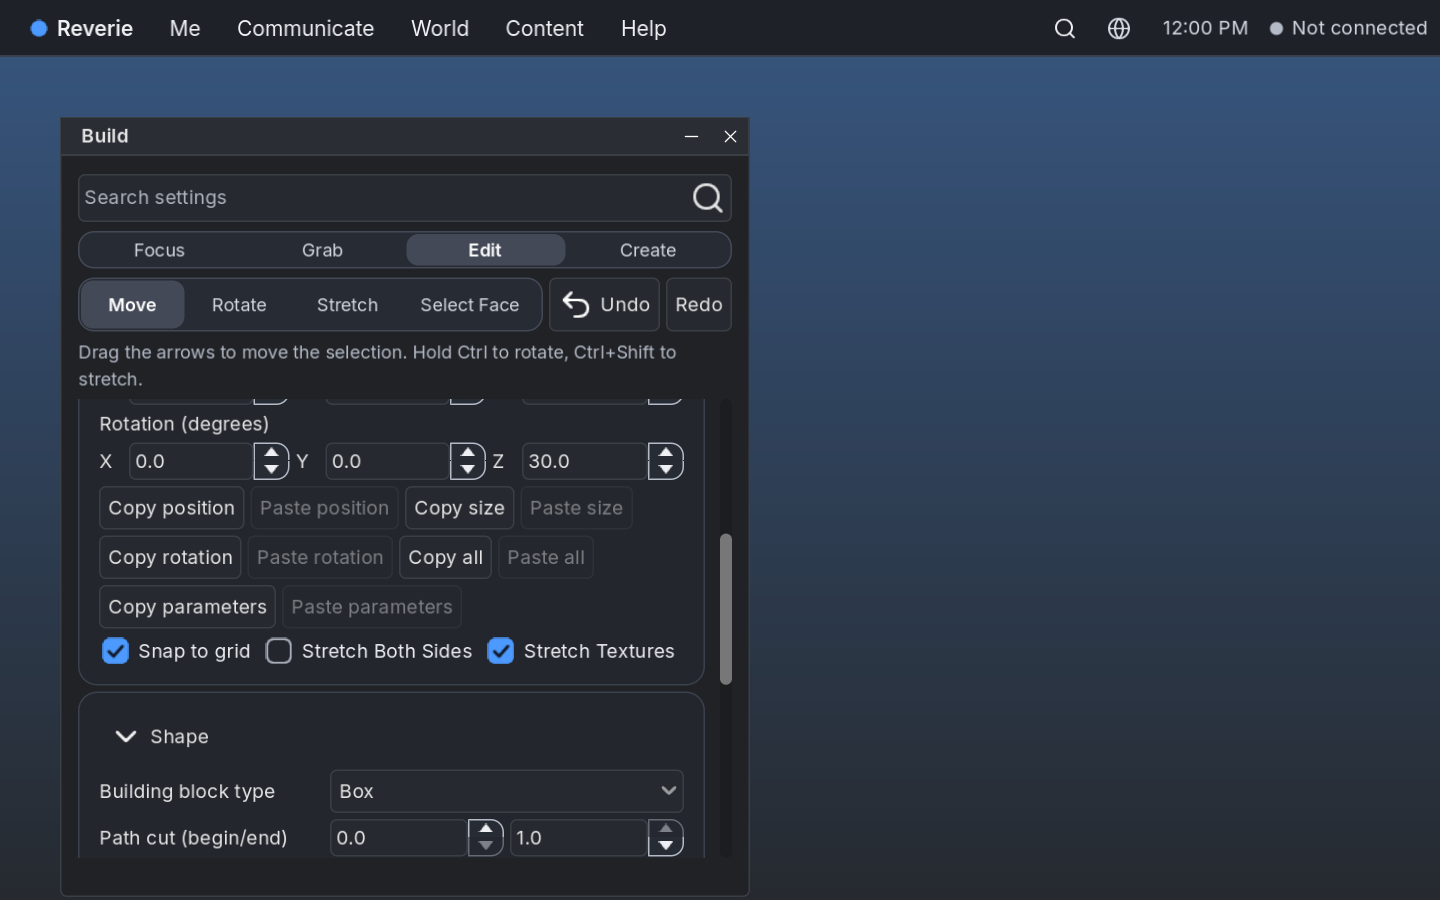 Reverie Me Communicate World Content Help 12:00 PM Not connected
Build
Search settings
Focus Grab Edit Create
Move Rotate Stretch Select Face Undo Redo
Drag the arrows to move the selection. Hold Ctrl to rotate, Ctrl+Shift to
stretch.
Rotation (degrees)
X 0.0 Y 0.0 Z 30.0
Copy position Paste position Copy size Paste size
Copy rotation Paste rotation Copy all Paste all
Copy parameters Paste parameters
Snap to grid Stretch Both Sides Stretch Textures
Shape
Building block type Box
Path cut (begin/end) 0.0 1.0